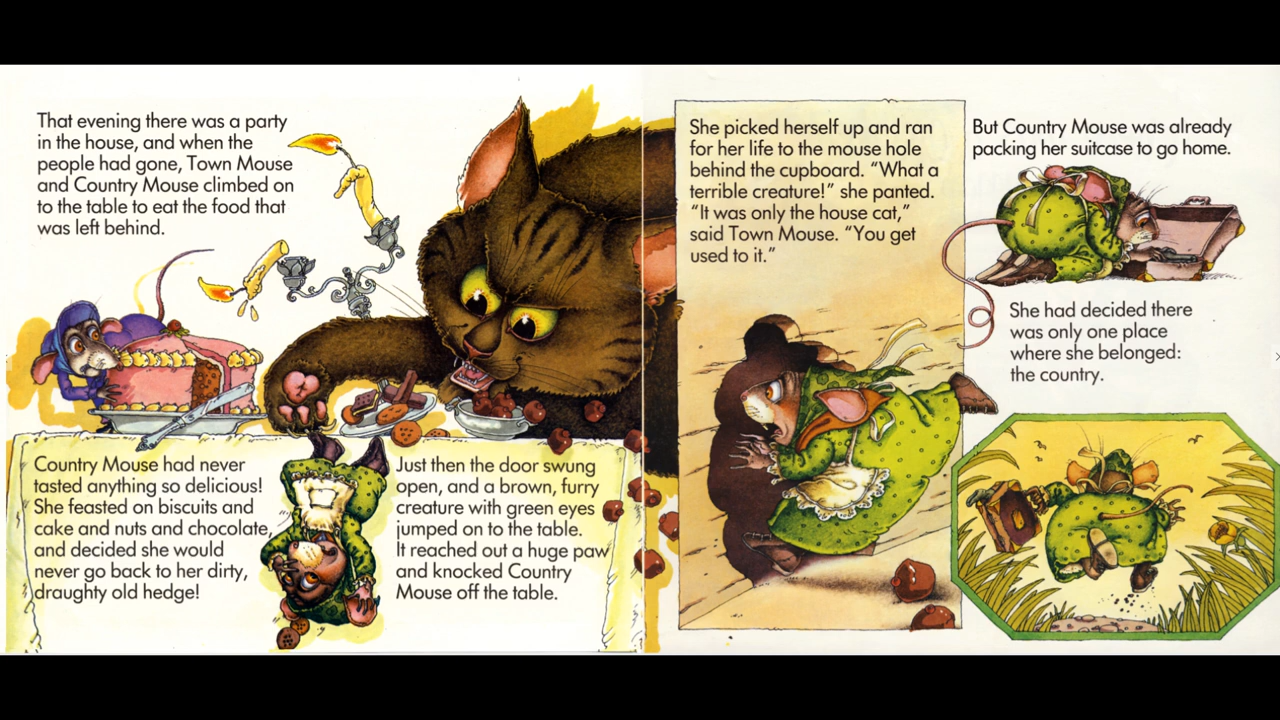 That evening there was a party
in the house, and when the
people had gone, Town Mouse
and Country Mouse climbed on
to the table to eat the food that
was left behind.
Country Mouse had never
tasted anything so delicious!
She feasted on biscuits and
cake and nuts and chocolate,
and decided she would
never go back to her dirty,
draughty old hedge!
Just then the door swung
open, and a brown, furry
creature with green eyes
jumped on to the table.
It reached out a huge paw
and knocked Country
Mouse off the table.
She picked herself up and ran
for her life to the mouse hole
behind the cupboard. “What a
terrible creature!” she panted.
“It was only the house cat,”
said Town Mouse. “You get
used to it.”
But Country Mouse was already
packing her suitcase to go home.
She had decided there
was only one place
where she belonged:
the country.